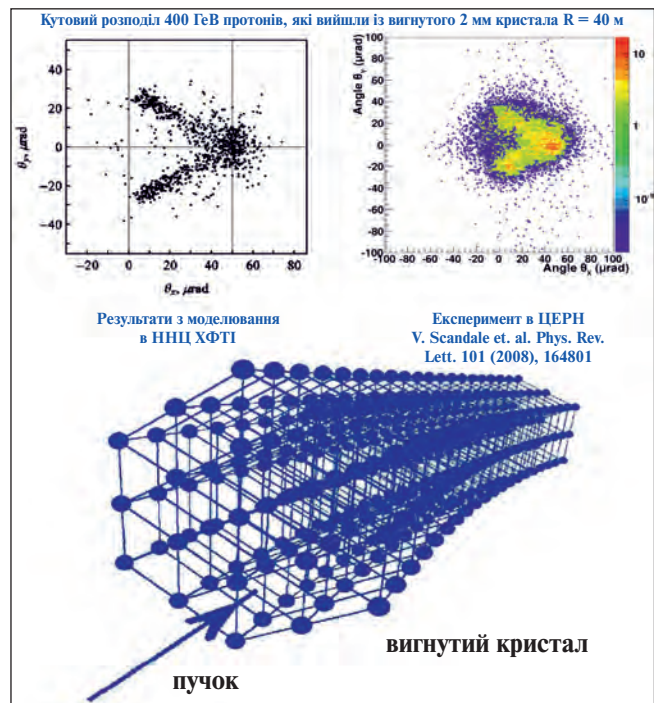 Кутовий розподіл 400 ГеВ протонів, які вийшли із вигнутого 2 мм кристала R = 40 м
40
20
0
−20
−40
θy, μrad
−20 0 20 40 60 80
θx, μrad
100
80
60
40
20
0
-20
-40
-60
-80
-100
Angle θy (μrad)
-100 -80 -60 -40 -20 0 20 40 60 80 100
Angle θx (μrad)
10
1
Результати з моделювання
в ННЦ ХФТІ
Експеримент в ЦЕРН
V. Scandale et. al. Phys. Rev.
Lett. 101 (2008), 164801
вигнутий кристал
пучок